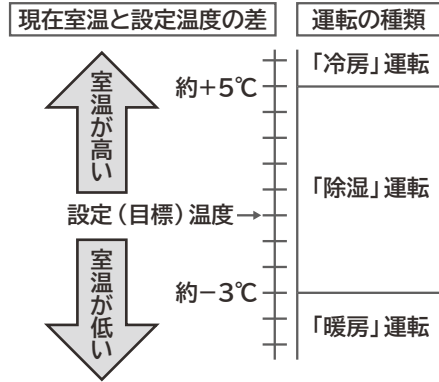 現在室温と設定温度の差
運転の種類
室温が高い
約+5℃
設定（目標）温度→
約−3℃
室温が低い
「冷房」運転
「除湿」運転
「暖房」運転